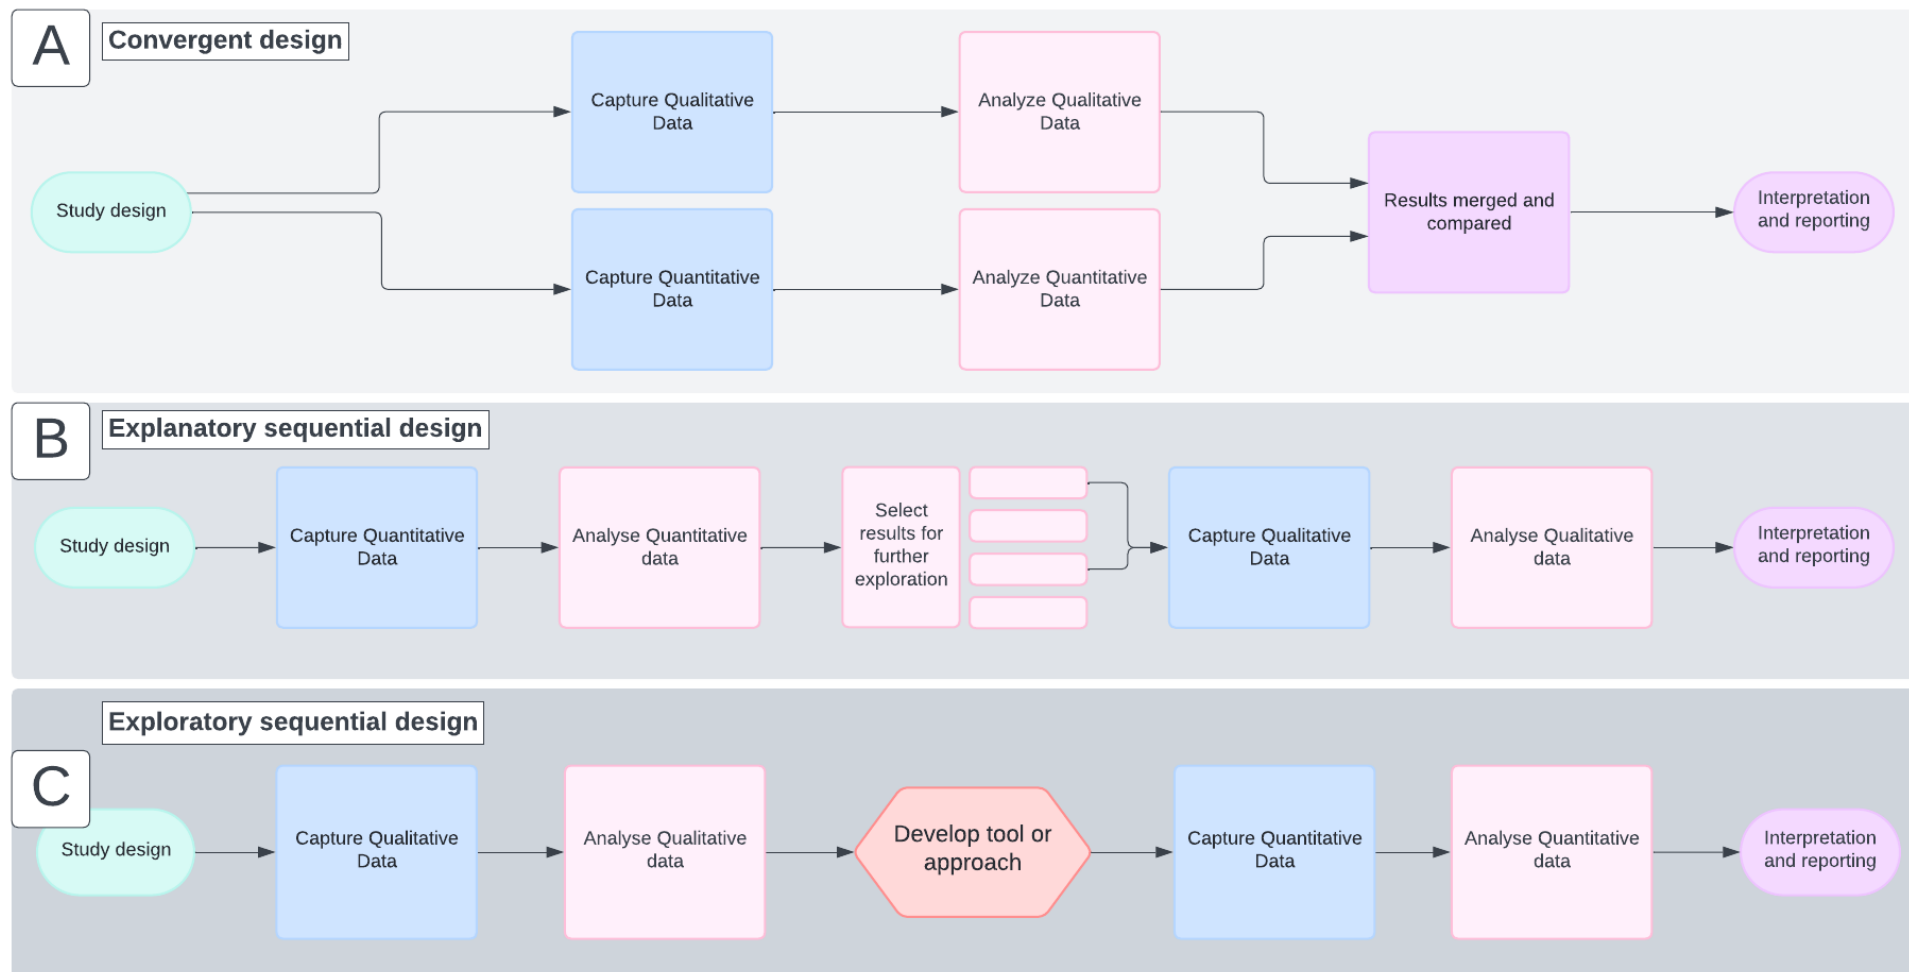 A
Convergent design
Study design
Capture Qualitative
Data
Analyze Qualitative
Data
Capture Quantitative
Data
Analyze Quantitative
Data
Results merged and
compared
Interpretation
and reporting
B
Explanatory sequential design
Study design
Capture Quantitative
Data
Analyse Quantitative
data
Select
results for
further
exploration
Capture Qualitative
Data
Analyse Qualitative
data
Interpretation
and reporting
Exploratory sequential design
C
Study design
Capture Qualitative
Data
Analyse Qualitative
data
Develop tool or
approach
Capture Quantitative
Data
Analyse Quantitative
data
Interpretation
and reporting